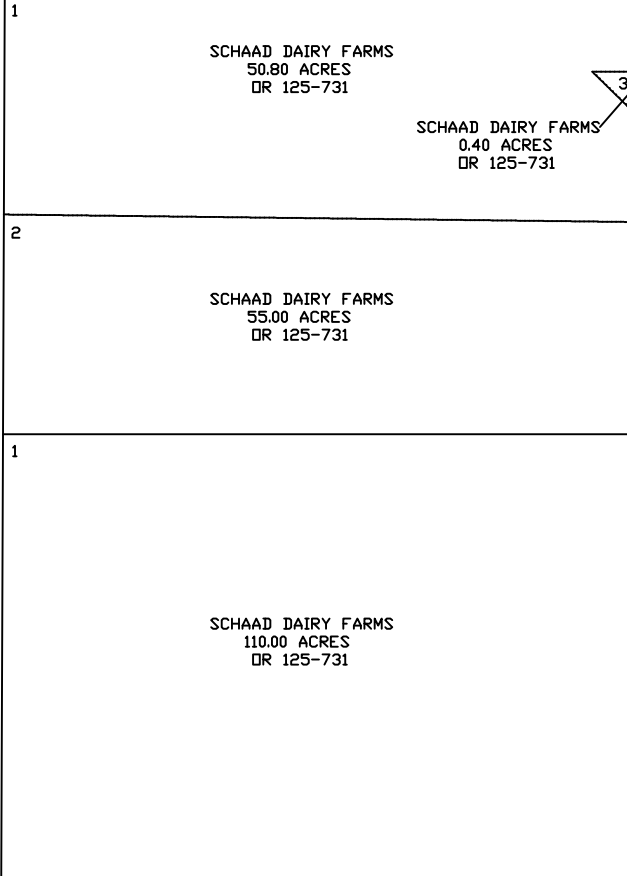 1
SCHAAD DAIRY FARMS
50.80 ACRES
OR 125-731
3
SCHAAD DAIRY FARMS
0.40 ACRES
OR 125-731
2
SCHAAD DAIRY FARMS
55.00 ACRES
OR 125-731
1
SCHAAD DAIRY FARMS
110.00 ACRES
OR 125-731